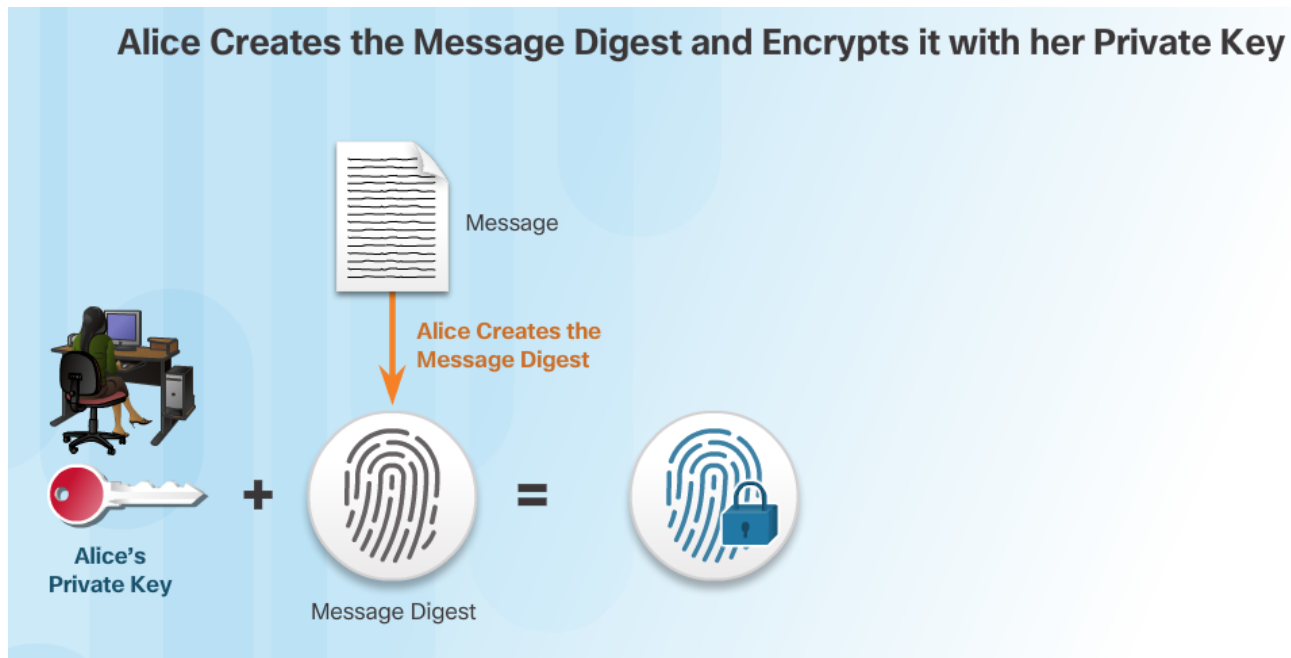 Alice Creates the Message Digest and Encrypts it with her Private Key
Message
Alice Creates the
Message Digest
+
=
Alice’s
Private Key
Message Digest